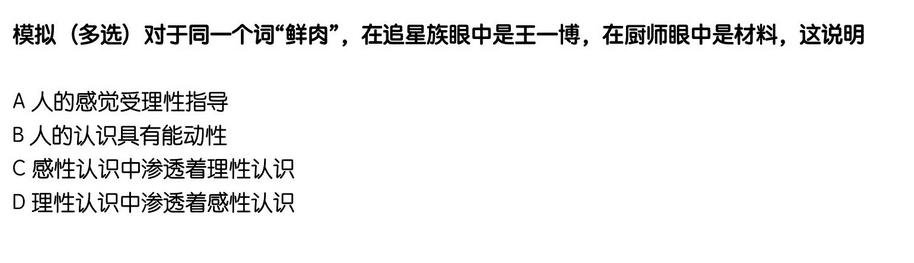 模拟（多选）对于同一个词“鲜肉”，在追星族眼中是王一博，在厨师眼中是材料，这说明
A 人的感觉受理性指导
B 人的认识具有能动性
C 感性认识中渗透着理性认识
D 理性认识中渗透着感性认识